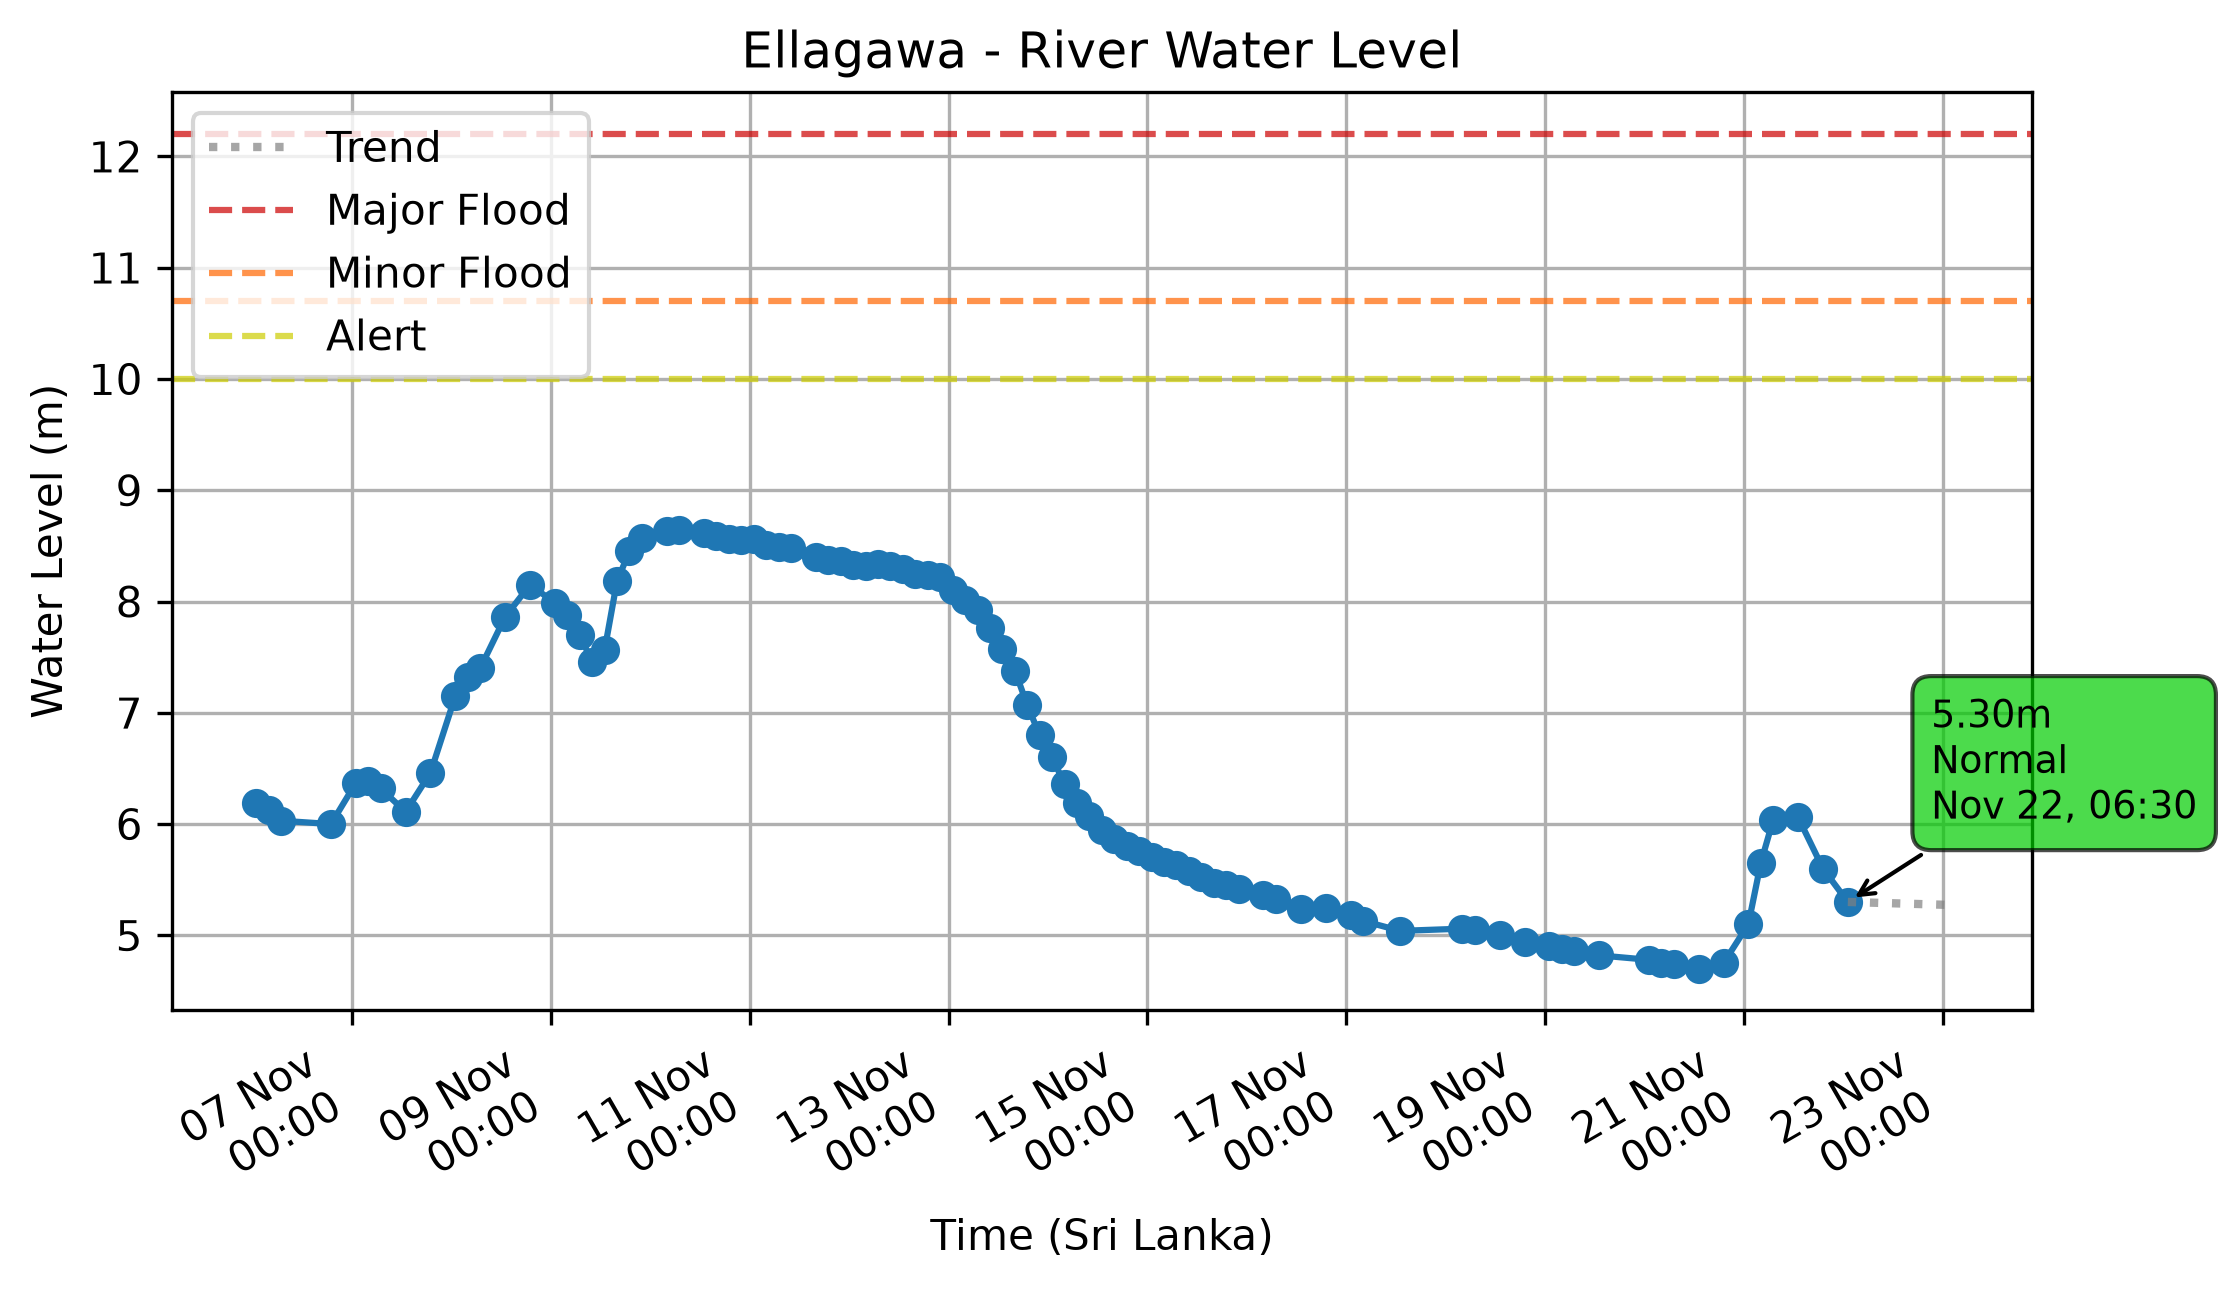 Ellagawa - River Water Level
Trend
Major Flood
Minor Flood
Alert
12
11
10
9
8
7
6
5
Water Level (m)
5.30m
Normal
Nov 22, 06:30
07 Nov
00:00
09 Nov
00:00
11 Nov
00:00
13 Nov
00:00
15 Nov
00:00
17 Nov
00:00
19 Nov
00:00
21 Nov
00:00
23 Nov
00:00
Time (Sri Lanka)